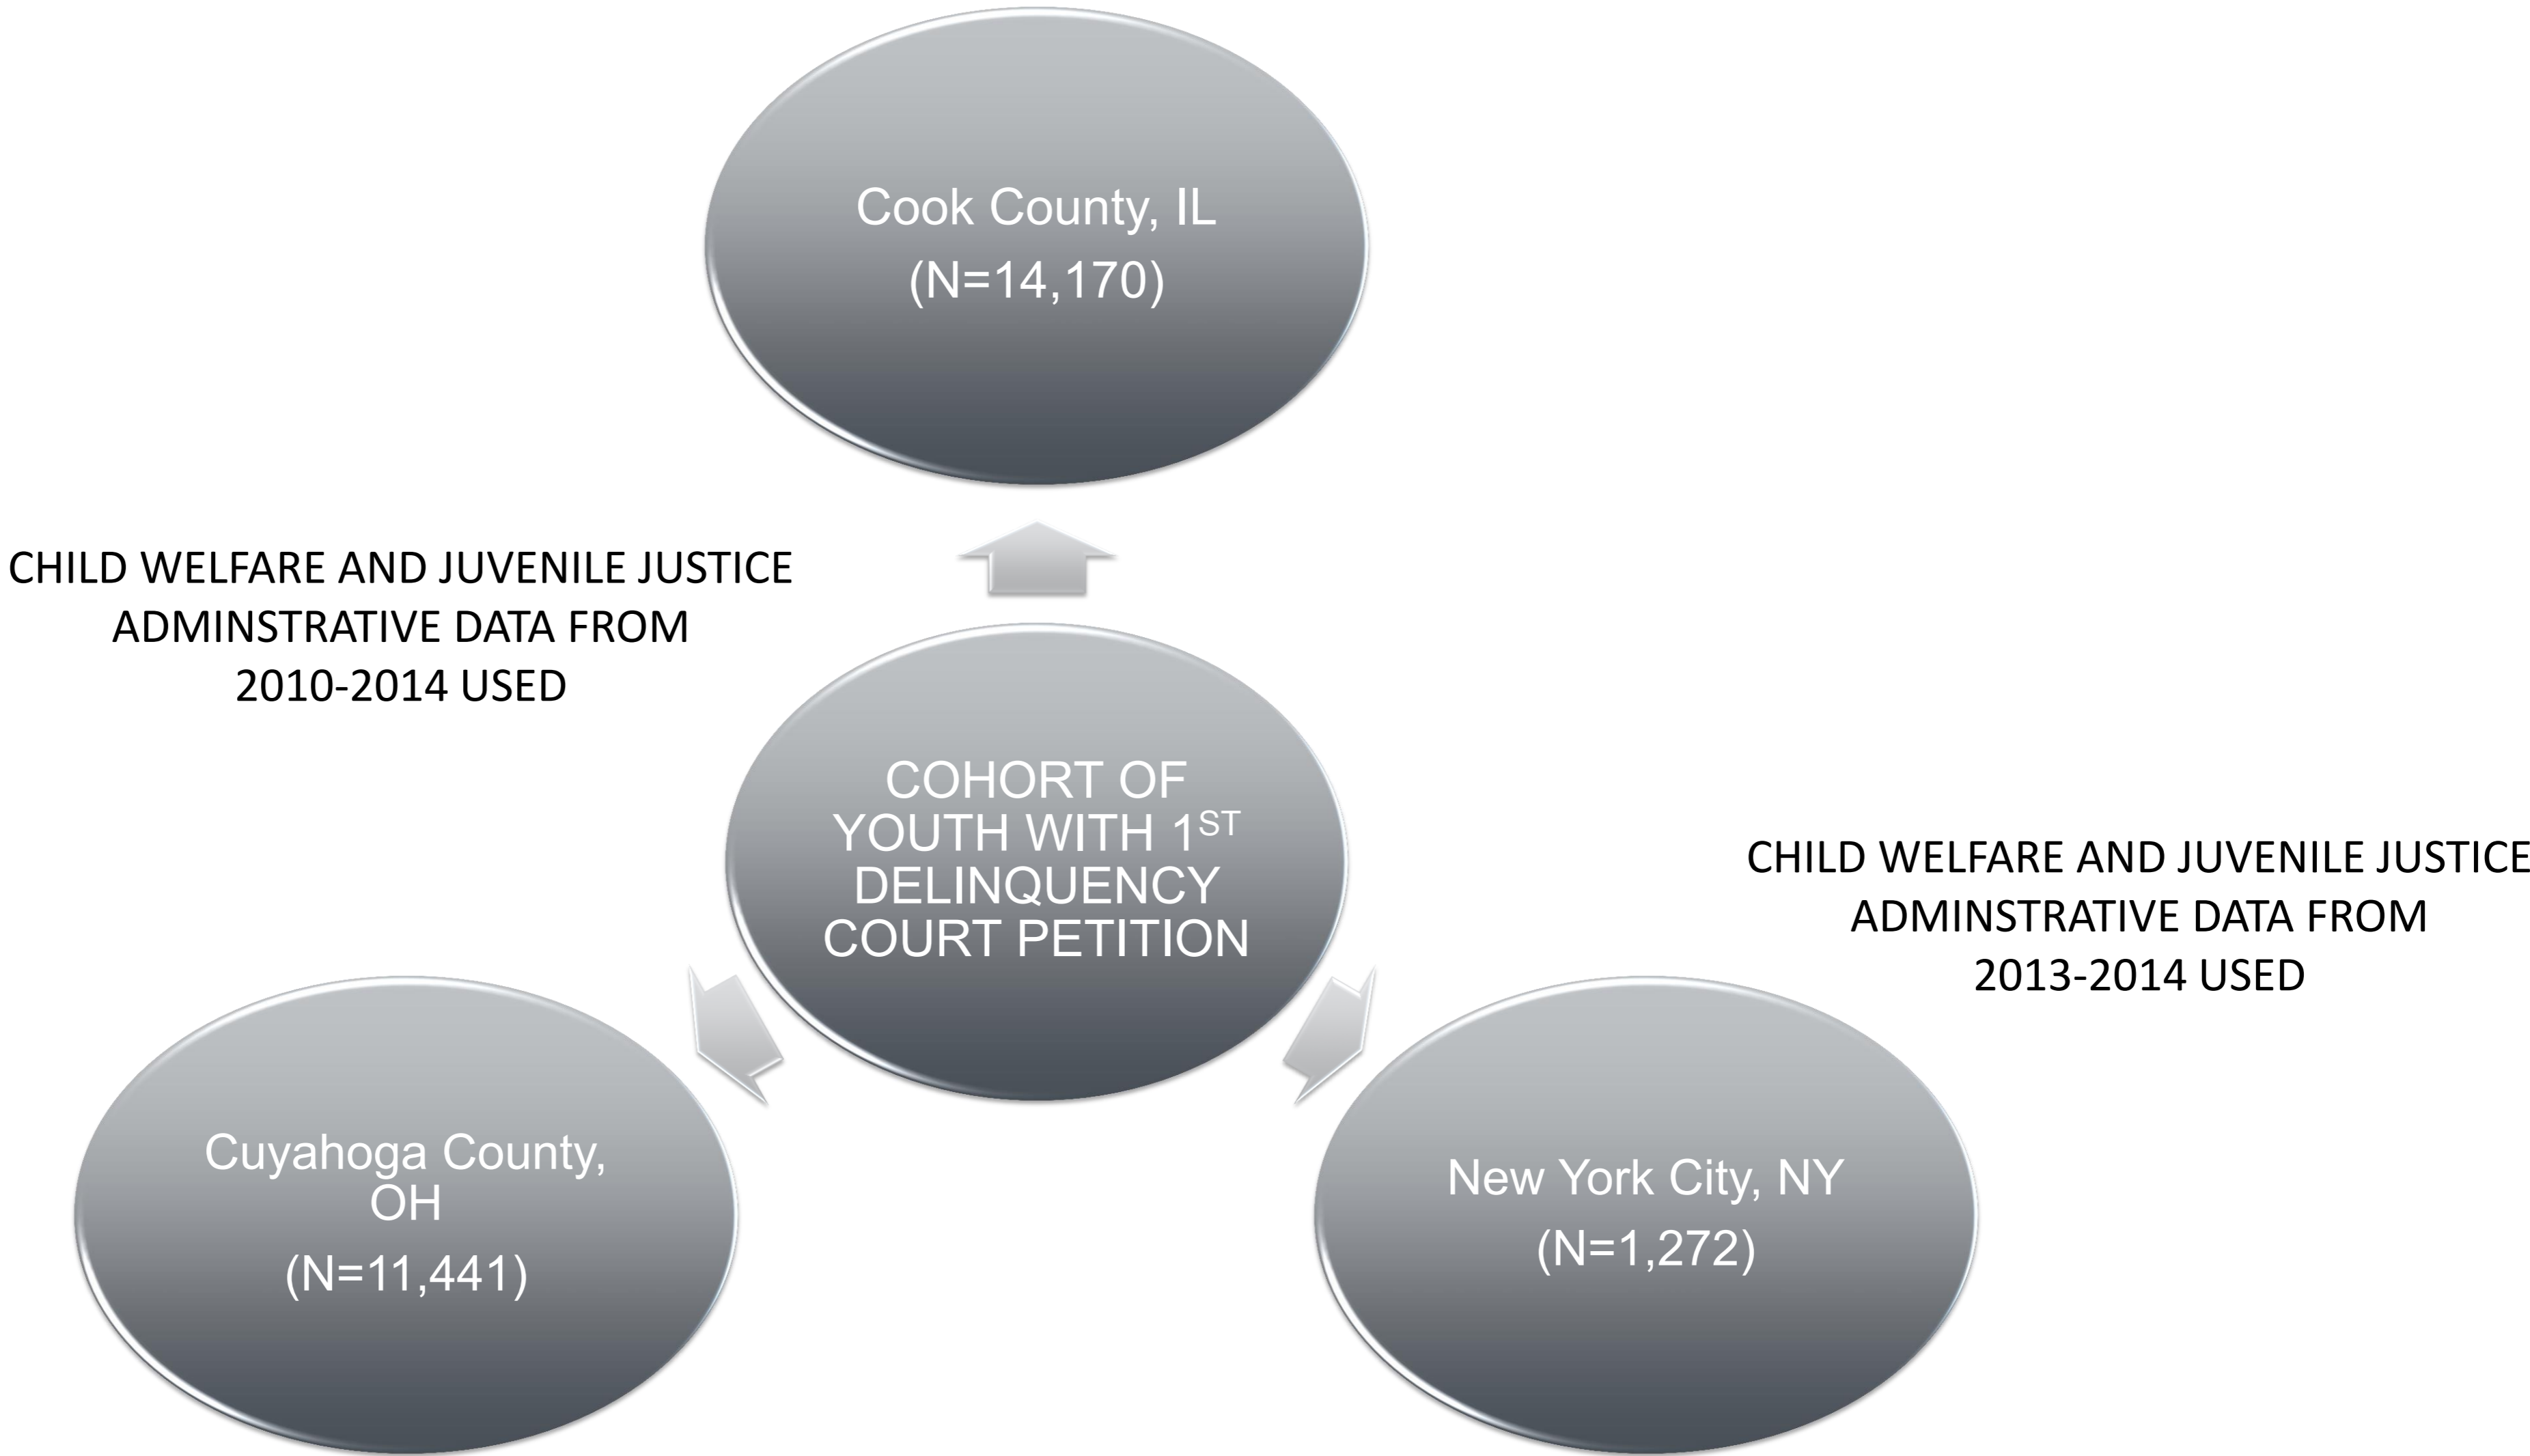 Cook County, IL
(N=14,170)
CHILD WELFARE AND JUVENILE JUSTICE
ADMINSTRATIVE DATA FROM
2010-2014 USED
COHORT OF
YOUTH WITH 1ST
DELINQUENCY
COURT PETITION
CHILD WELFARE AND JUVENILE JUSTICE
ADMINSTRATIVE DATA FROM
2013-2014 USED
Cuyahoga County,
OH
(N=11,441)
New York City, NY
(N=1,272)